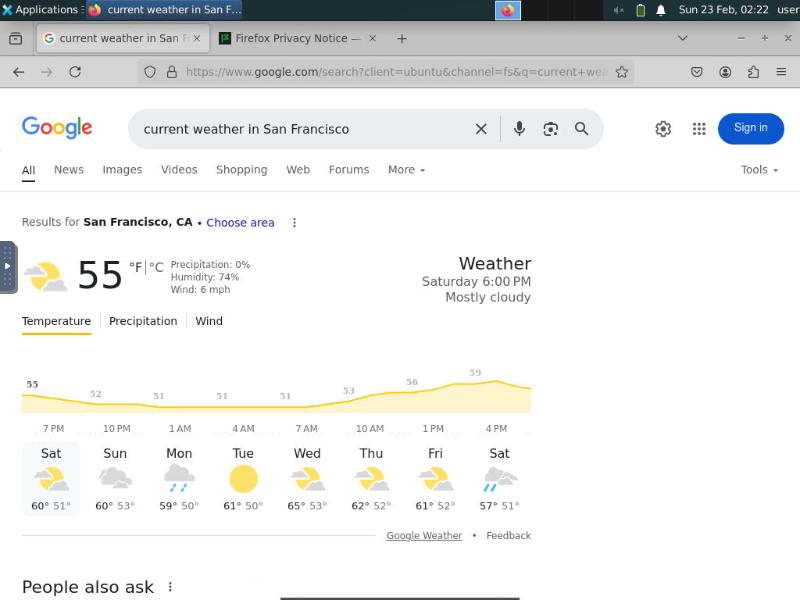 Applications
current weather in San F...
Sun 23 Feb, 02:22
user
current weather in San F
Firefox Privacy Notice —
https://www.google.com/search?client=ubuntu&channel=fs&q=current+wea
Google
current weather in San Francisco
Sign in
All
News
Images
Videos
Shopping
Web
Forums
More
Tools
Results for San Francisco, CA • Choose area
55 °F|°C
Precipitation: 0%
Humidity: 74%
Wind: 6 mph
Weather
Saturday 6:00 PM
Mostly cloudy
Temperature
Precipitation
Wind
55 52 51 51 51 53 56 59
7 PM 10 PM 1 AM 4 AM 7 AM 10 AM 1 PM 4 PM
Sat Sun Mon Tue Wed Thu Fri Sat
60° 51° 60° 53° 59° 50° 61° 50° 65° 53° 62° 52° 61° 52° 57° 51°
Google Weather • Feedback
People also ask